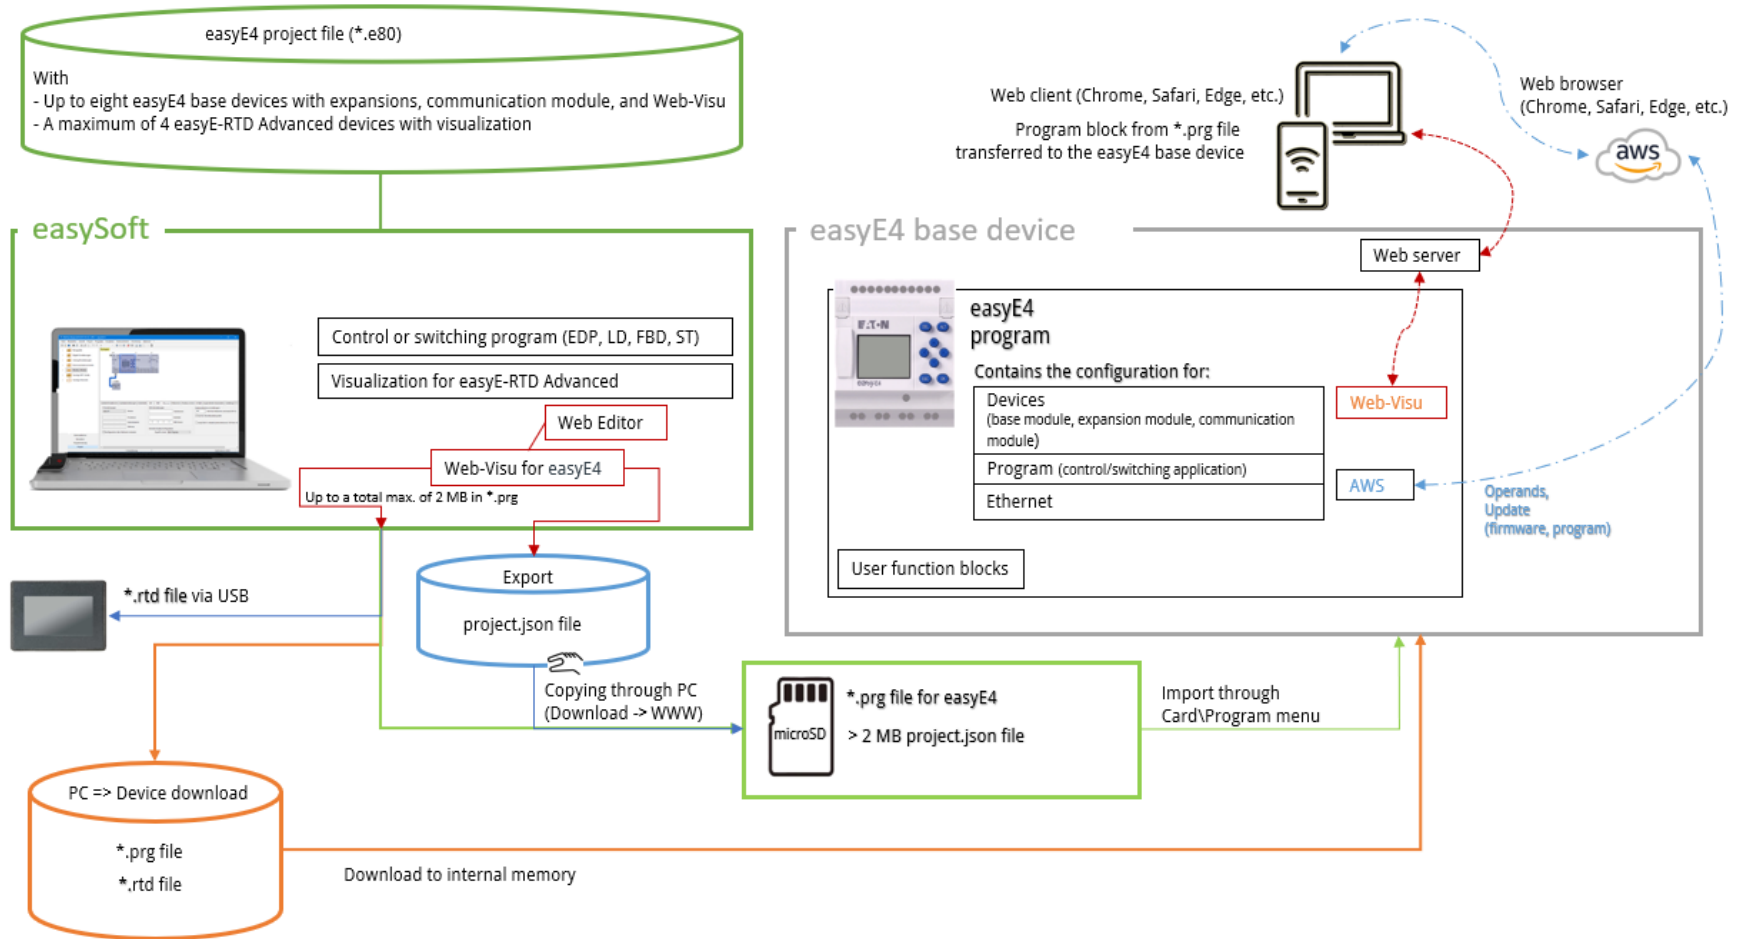 easyE4 project file (*.e80)
With
- Up to eight easyE4 base devices with expansions, communication module, and Web-Visu
- A maximum of 4 easyE-RTD Advanced devices with visualization
easySoft
Control or switching program (EDP, LD, FBD, ST)
Visualization for easyE-RTD Advanced
Web Editor
Web-Visu for easyE4
Up to a total max. of 2 MB in *.prg
*.rtd file via USB
Export
project.json file
Copying through PC
(Download -> WWW)
PC => Device download
*.prg file
*.rtd file
Download to internal memory
microSD
*.prg file for easyE4
> 2 MB project.json file
Import through
Card\Program menu
Web client (Chrome, Safari, Edge, etc.)
Program block from *.prg file
transferred to the easyE4 base device
Web browser
(Chrome, Safari, Edge, etc.)
aws
easyE4 base device
Web server
EATON
easyE4
program
Contains the configuration for:
Devices
(base module, expansion module, communication
module)
Program (control/switching application)
Ethernet
Web-Visu
AWS
Operands,
Update
(firmware, program)
User function blocks